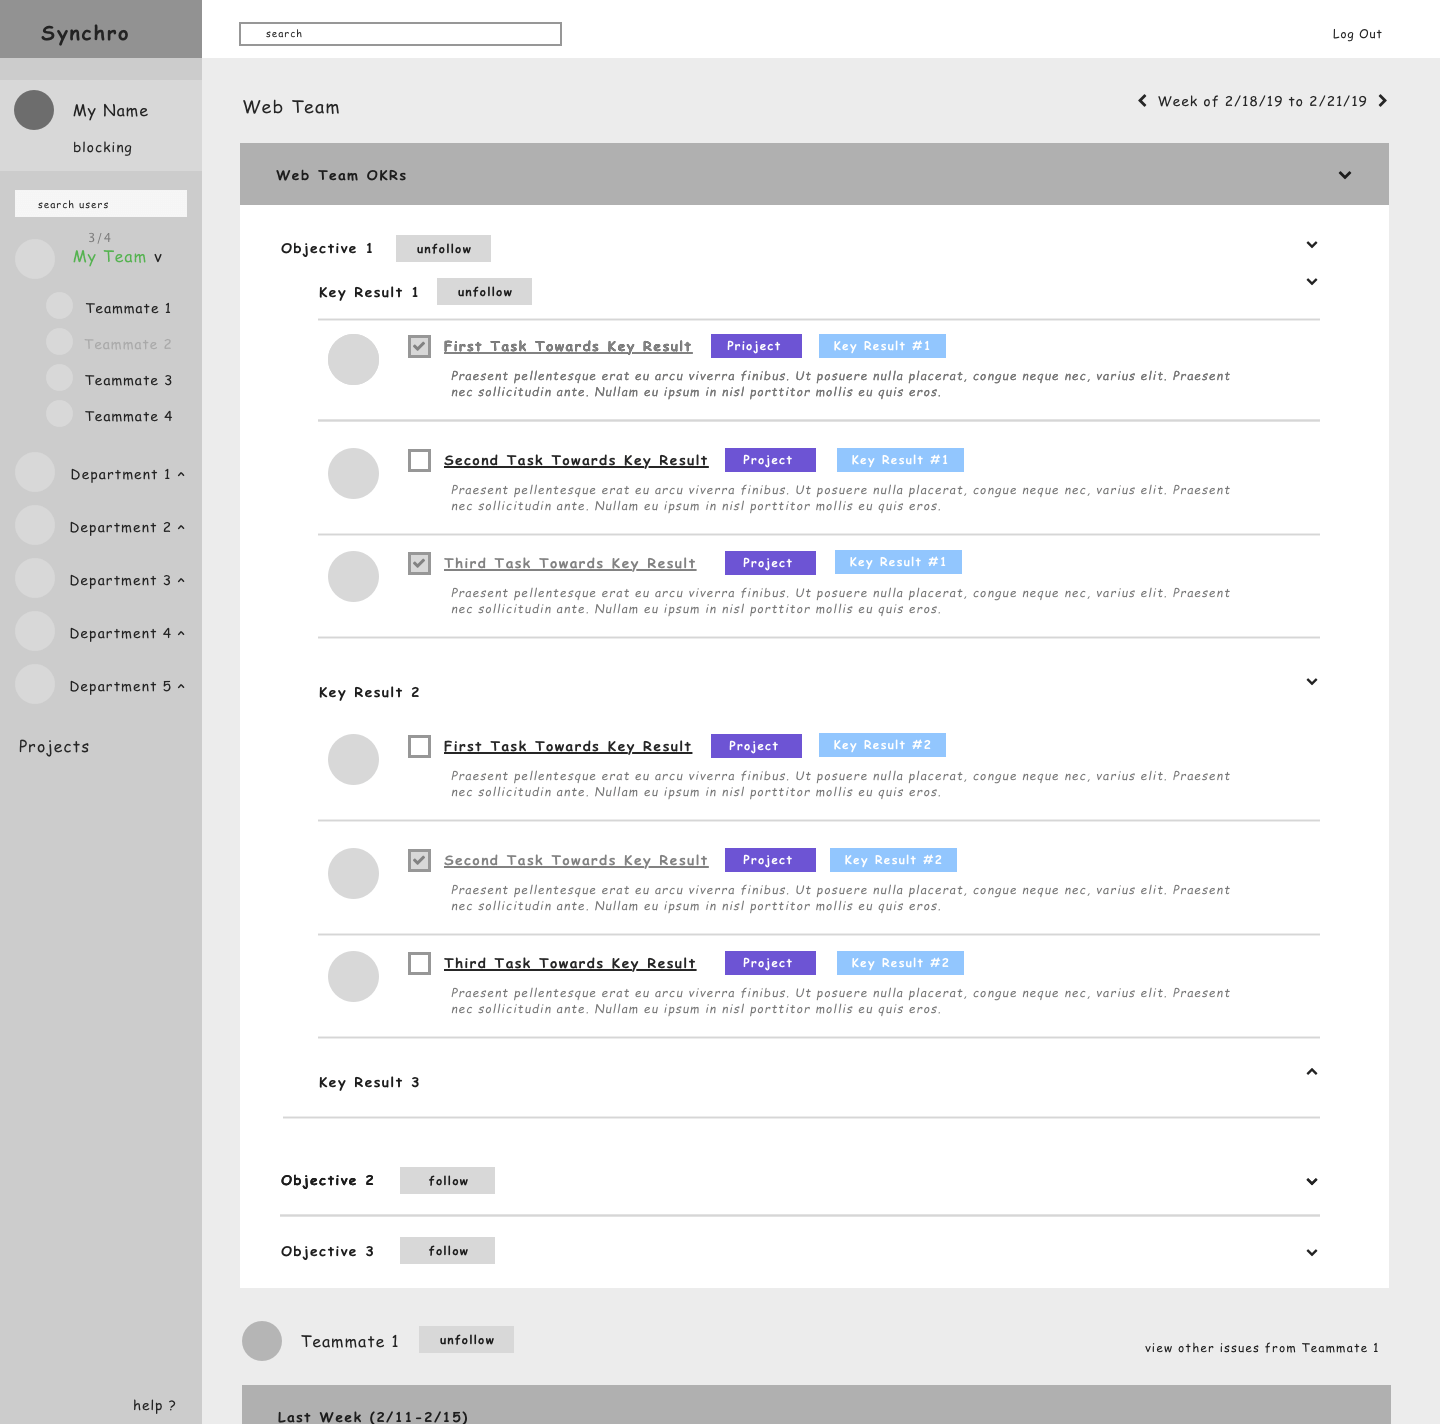 Synchro
search
Log Out
My Name
blocking
search users
3/4
My Team v
Teammate 1
Teammate 2
Teammate 3
Teammate 4
Department 1 ^
Department 2 ^
Department 3 ^
Department 4 ^
Department 5 ^
Projects
help ?
Web Team
Week of 2/18/19 to 2/21/19
Web Team OKRs
Objective 1 unfollow
Key Result 1 unfollow
First Task Towards Key Result Prioject Key Result #1
Praesent pellentesque erat eu arcu viverra finibus. Ut posuere nulla placerat, congue neque nec, varius elit. Praesent
nec sollicitudin ante. Nullam eu ipsum in nisl porttitor mollis eu quis eros.
Second Task Towards Key Result Project Key Result #1
Praesent pellentesque erat eu arcu viverra finibus. Ut posuere nulla placerat, congue neque nec, varius elit. Praesent
nec sollicitudin ante. Nullam eu ipsum in nisl porttitor mollis eu quis eros.
Third Task Towards Key Result Project Key Result #1
Praesent pellentesque erat eu arcu viverra finibus. Ut posuere nulla placerat, congue neque nec, varius elit. Praesent
nec sollicitudin ante. Nullam eu ipsum in nisl porttitor mollis eu quis eros.
Key Result 2
First Task Towards Key Result Project Key Result #2
Praesent pellentesque erat eu arcu viverra finibus. Ut posuere nulla placerat, congue neque nec, varius elit. Praesent
nec sollicitudin ante. Nullam eu ipsum in nisl porttitor mollis eu quis eros.
Second Task Towards Key Result Project Key Result #2
Praesent pellentesque erat eu arcu viverra finibus. Ut posuere nulla placerat, congue neque nec, varius elit. Praesent
nec sollicitudin ante. Nullam eu ipsum in nisl porttitor mollis eu quis eros.
Third Task Towards Key Result Project Key Result #2
Praesent pellentesque erat eu arcu viverra finibus. Ut posuere nulla placerat, congue neque nec, varius elit. Praesent
nec sollicitudin ante. Nullam eu ipsum in nisl porttitor mollis eu quis eros.
Key Result 3
Objective 2 follow
Objective 3 follow
Teammate 1 unfollow
view other issues from Teammate 1
Last Week (2/11-2/15)